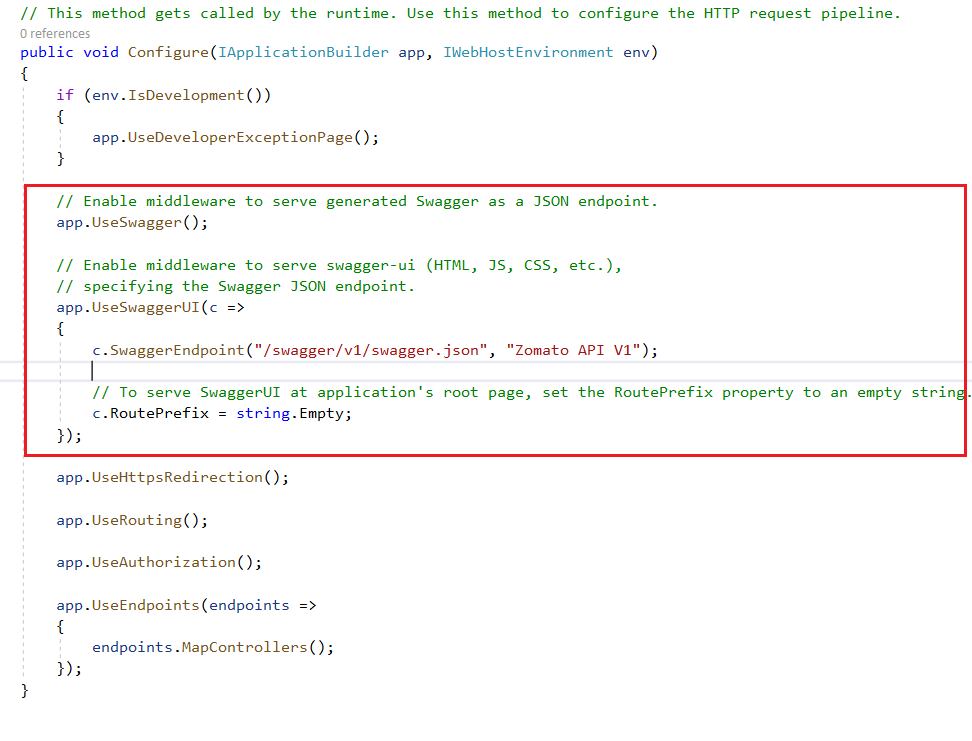 // This method gets called by the runtime. Use this method to configure the HTTP request pipeline.
0 references
public void Configure(IApplicationBuilder app, IWebHostEnvironment env)
{
    if (env.IsDevelopment())
    {
        app.UseDeveloperExceptionPage();
    }
    // Enable middleware to serve generated Swagger as a JSON endpoint.
    app.UseSwagger();
    // Enable middleware to serve swagger-ui (HTML, JS, CSS, etc.),
    // specifying the Swagger JSON endpoint.
    app.UseSwaggerUI(c =>
    {
        c.SwaggerEndpoint("/swagger/v1/swagger.json", "Zomato API V1");
        // To serve SwaggerUI at application's root page, set the RoutePrefix property to an empty string.
        c.RoutePrefix = string.Empty;
    });
    app.UseHttpsRedirection();
    app.UseRouting();
    app.UseAuthorization();
    app.UseEndpoints(endpoints =>
    {
        endpoints.MapControllers();
    });
}